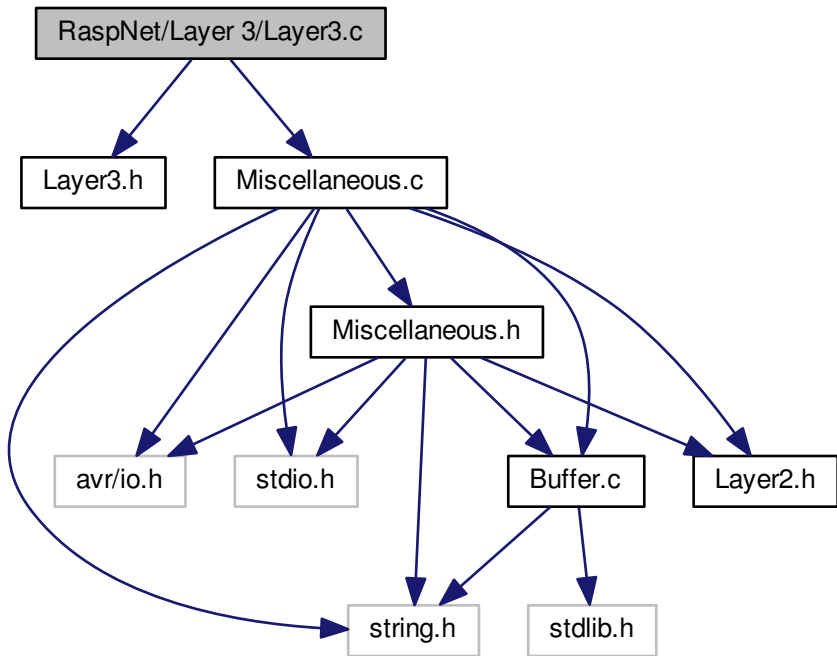 RaspNet/Layer 3/Layer3.c
Layer3.h
Miscellaneous.c
Miscellaneous.h
avr/io.h
stdio.h
Buffer.c
Layer2.h
string.h
stdlib.h